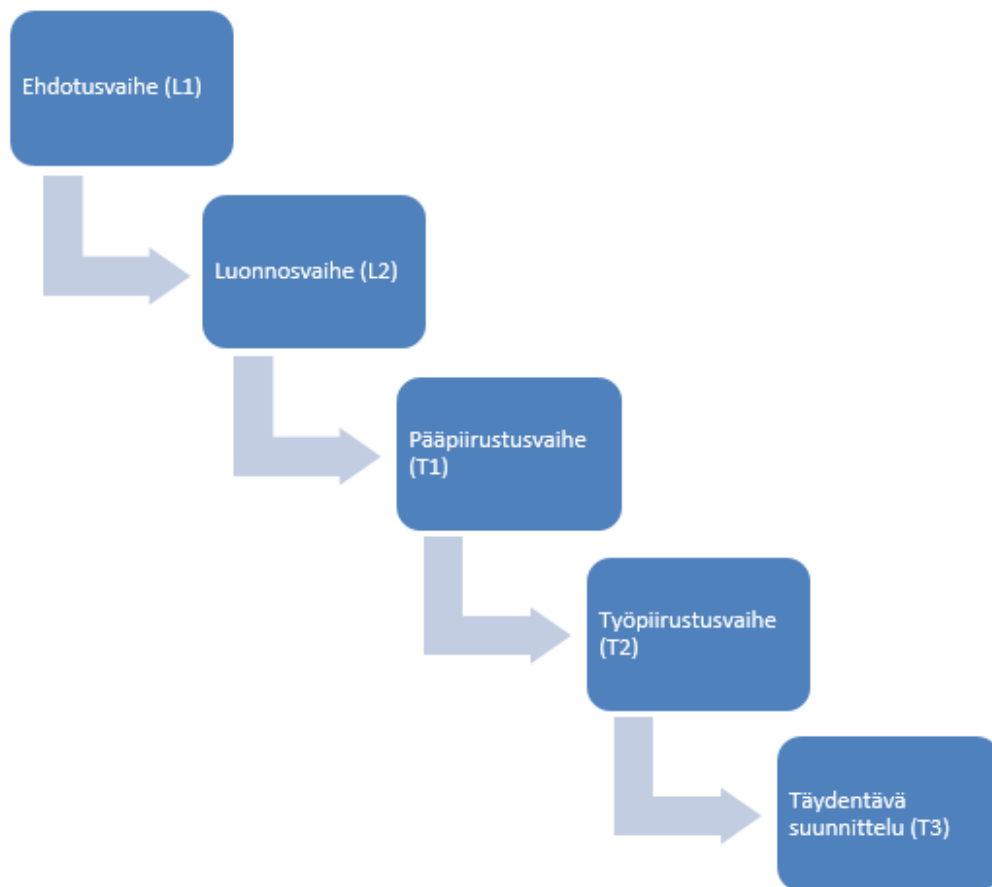 Ehdotusvaihe (L1)
Luonnosvaihe (L2)
Pääpiirustusvaihe
(T1)
Työpiirustusvaihe
(T2)
Täydentävä
suunnittelu (T3)